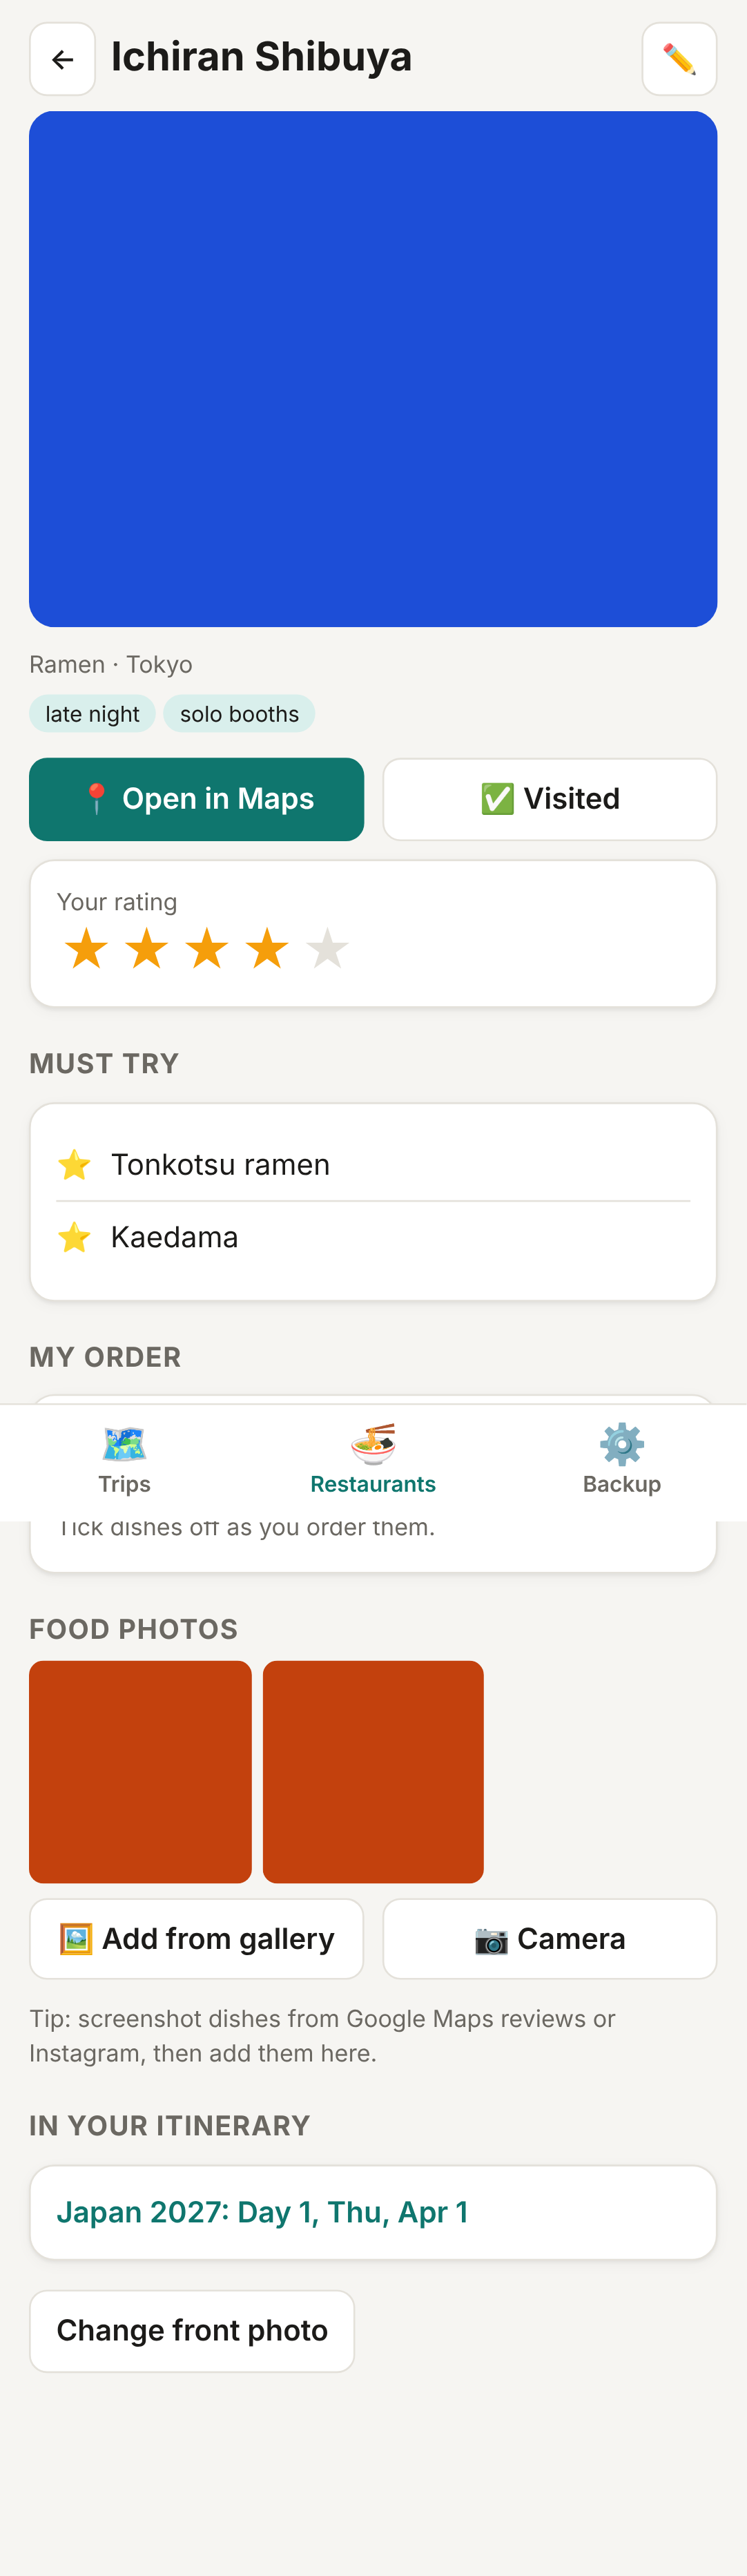 Ichiran Shibuya
Ramen · Tokyo
late night
solo booths
Open in Maps
Visited
Your rating
MUST TRY
Tonkotsu ramen
Kaedama
MY ORDER
Trips
Restaurants
Backup
Tick dishes off as you order them.
FOOD PHOTOS
Add from gallery
Camera
Tip: screenshot dishes from Google Maps reviews or
Instagram, then add them here.
IN YOUR ITINERARY
Japan 2027: Day 1, Thu, Apr 1
Change front photo